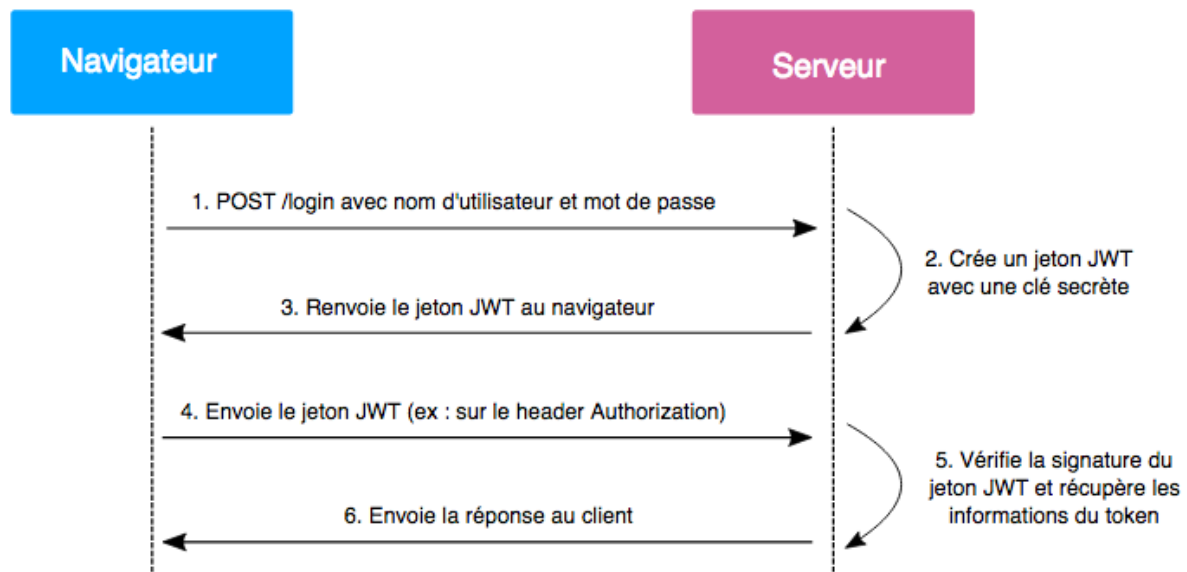 Navigateur
Serveur
1. POST /login avec nom d'utilisateur et mot de passe
2. Crée un jeton JWT
avec une clé secrète
3. Renvoie le jeton JWT au navigateur
4. Envoie le jeton JWT (ex : sur le header Authorization)
5. Vérifie la signature du
jeton JWT et récupère les
informations du token
6. Envoie la réponse au client